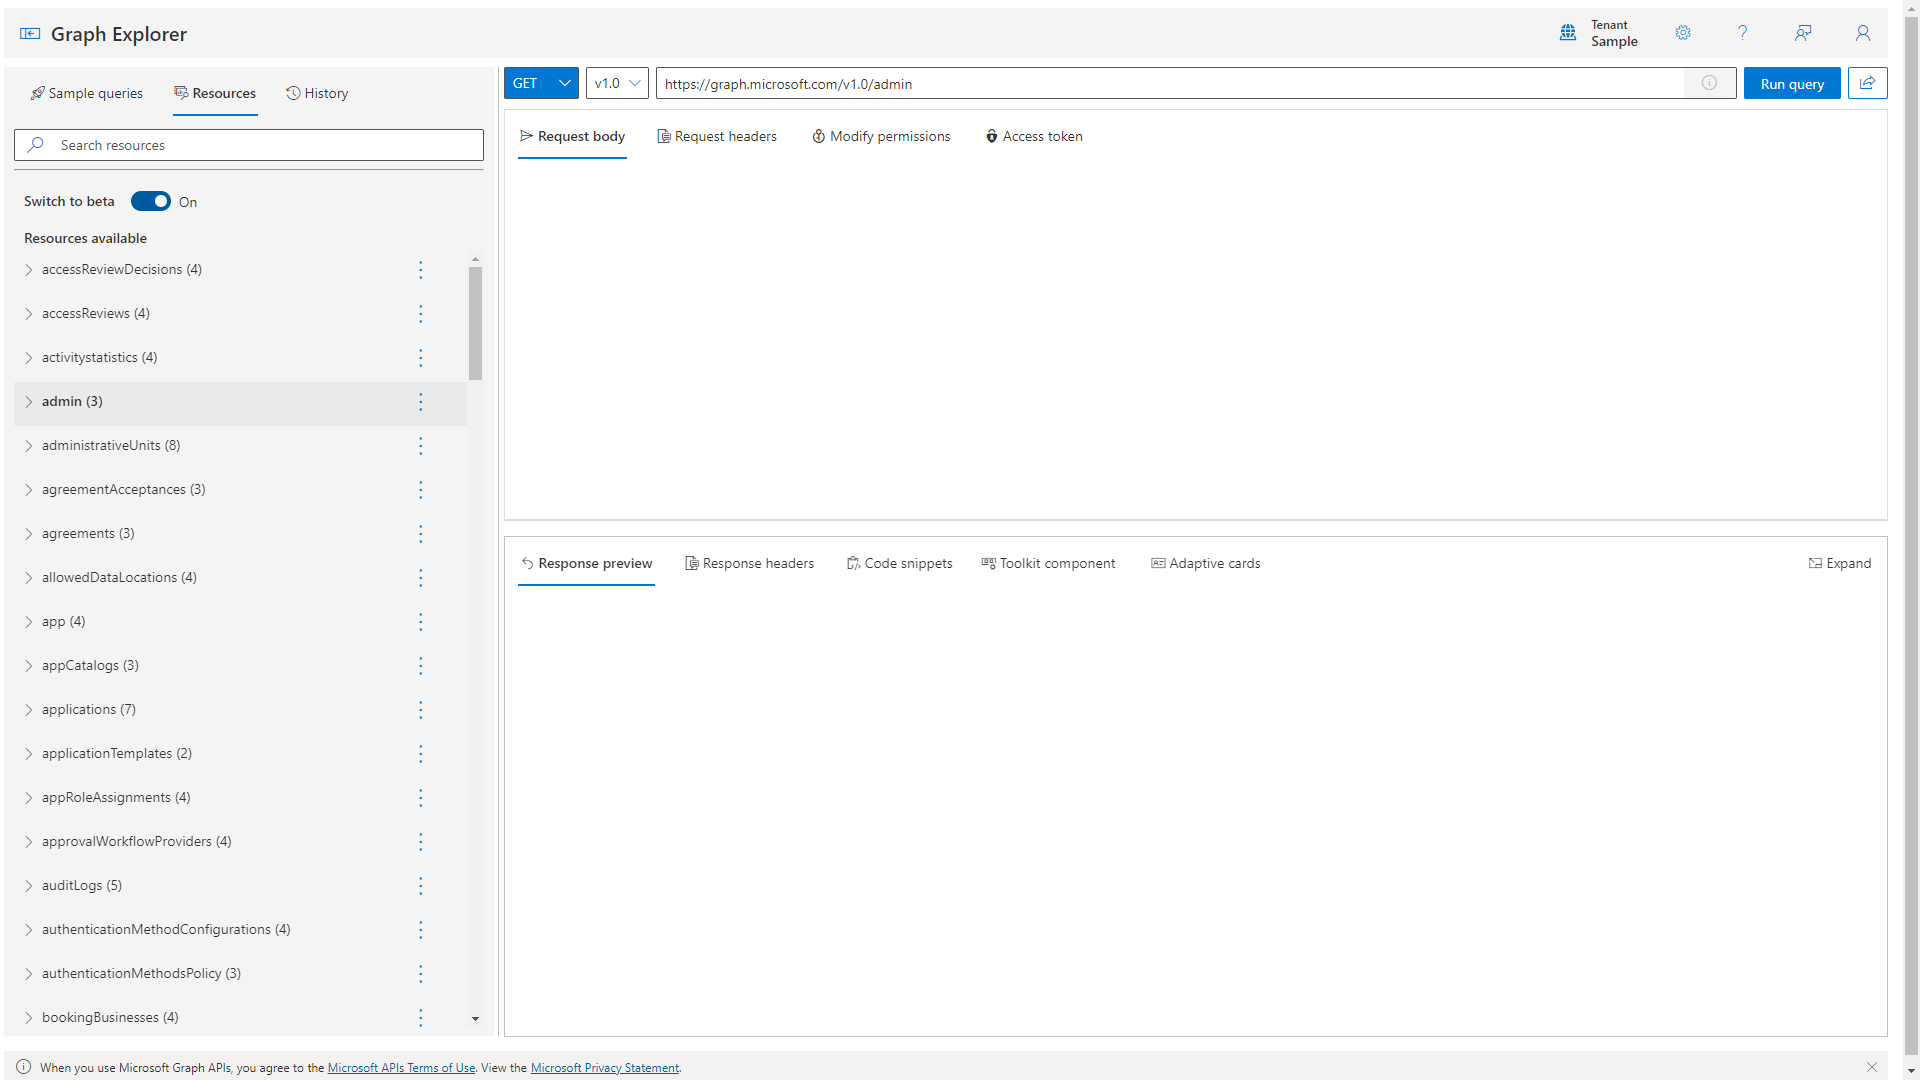 Graph Explorer
Tenant
Sample
Sample queries
Resources
History
Search resources
Switch to beta
On
Resources available
accessReviewDecisions (4)
accessReviews (4)
activitystatistics (4)
admin (3)
administrativeUnits (8)
agreementAcceptances (3)
agreements (3)
allowedDataLocations (4)
app (4)
appCatalogs (3)
applications (7)
applicationTemplates (2)
appRoleAssignments (4)
approvalWorkflowProviders (4)
auditLogs (5)
authenticationMethodConfigurations (4)
authenticationMethodsPolicy (3)
bookingBusinesses (4)
GET
v1.0
https://graph.microsoft.com/v1.0/admin
Run query
Request body
Request headers
Modify permissions
Access token
Response preview
Response headers
Code snippets
Toolkit component
Adaptive cards
Expand
When you use Microsoft Graph APIs, you agree to the Microsoft APIs Terms of Use. View the Microsoft Privacy Statement.